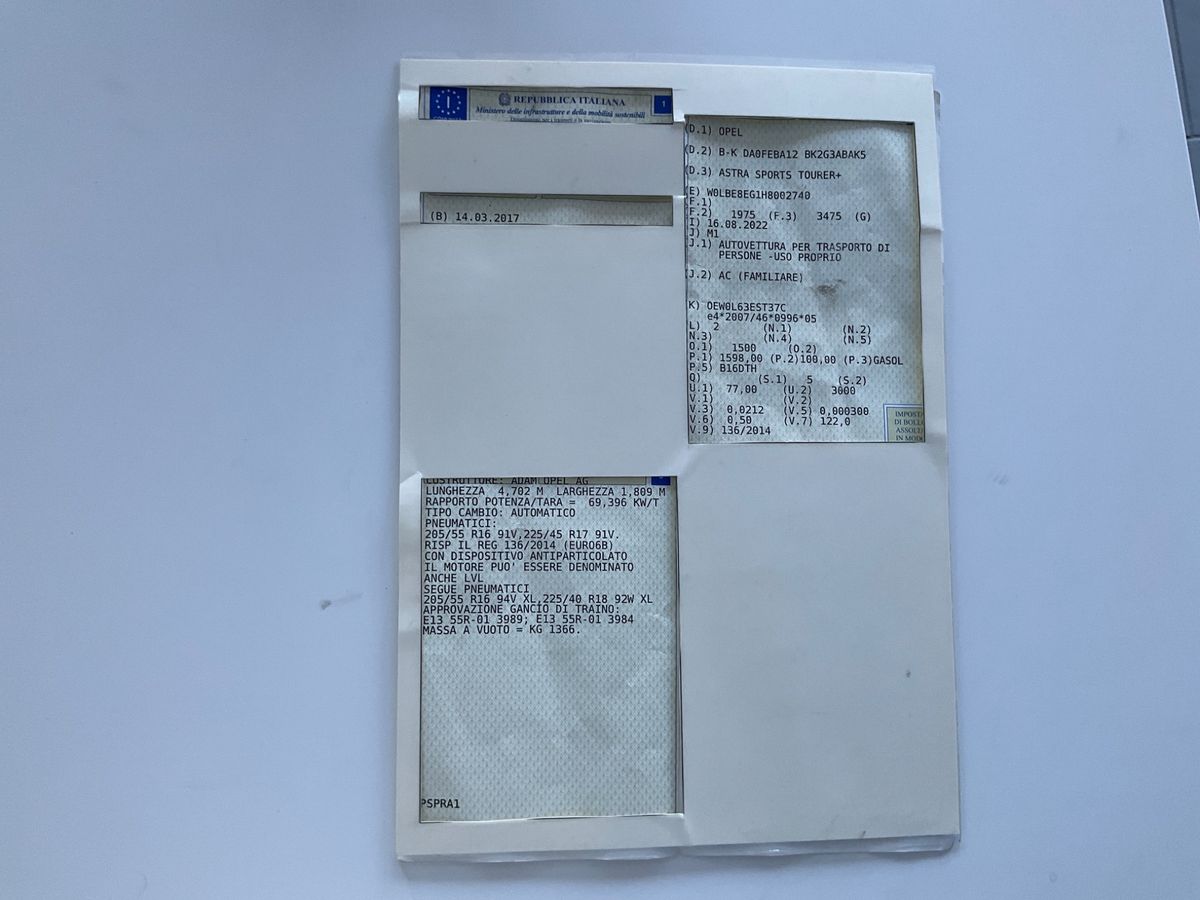 I
REPUBBLICA ITALIANA
1
Ministero delle infrastrutture e della mobilità sostenibili
(B) 14.03.2017
(D.1) OPEL
(D.2) B-K DA0FEBA12 BK2G3ABAK5
(D.3) ASTRA SPORTS TOURER+
(E) W0LBE8EG1H8002740
(F.1)
(F.2) 1975 (F.3) 3475 (G)
I) 16.08.2022
J) M1
(J.1) AUTOVETTURA PER TRASPORTO DI
PERSONE -USO PROPRIO
(J.2) AC (FAMILIARE)
K) OEW0L63EST37C
e4*2007/46*0996*05
L) 2 (N.1) (N.2)
N.3) (N.4) (N.5)
O.1) 1500 (O.2)
P.1) 1598,00 (P.2)100,00 (P.3)GASOL
P.5) B16DTH
Q) (S.1) 5 (S.2)
U.1) 77,00 (U.2) 3000
V.1) (V.2)
V.3) 0,0212 (V.5) 0,000300
V.6) 0,50 (V.7) 122,0
V.9) 136/2014
IMPOSTA
DI BOLLO
ASSOLT
IN MODO
COSTRUTTORE: ADAM OPEL AG
LUNGHEZZA 4,702 M LARGHEZZA 1,809 M
RAPPORTO POTENZA/TARA = 69,396 KW/T
TIPO CAMBIO: AUTOMATICO
PNEUMATICI:
205/55 R16 91V,225/45 R17 91V.
RISP IL REG 136/2014 (EURO6B)
CON DISPOSITIVO ANTIPARTICOLATO
IL MOTORE PUO' ESSERE DENOMINATO
ANCHE LVL
SEGUE PNEUMATICI
205/55 R16 94V XL,225/40 R18 92W XL
APPROVAZIONE GANCIO DI TRAINO:
E13 55R-01 3989; E13 55R-01 3984
MASSA A VUOTO = KG 1366.
PSPRA1